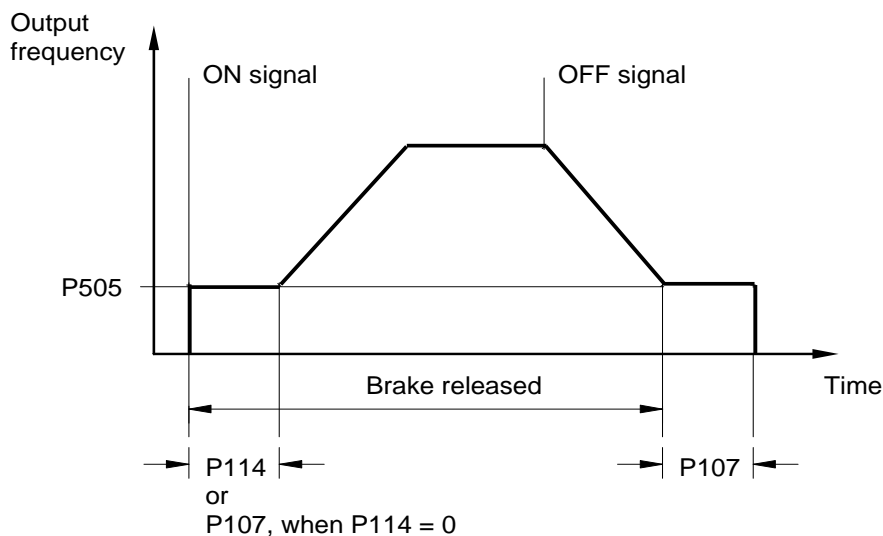 Output
frequency
ON signal
OFF signal
P505
Brake released
Time
P114
or
P107, when P114 = 0
P107